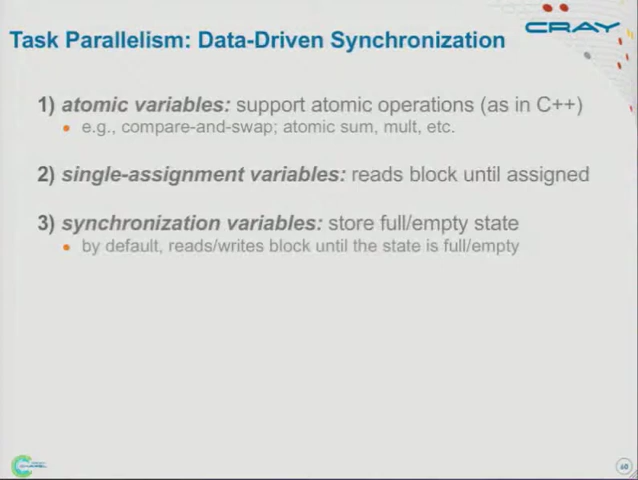 CRAY
Task Parallelism: Data-Driven Synchronization
1) atomic variables: support atomic operations (as in C++)
• e.g., compare-and-swap; atomic sum, mult, etc.
2) single-assignment variables: reads block until assigned
3) synchronization variables: store full/empty state
• by default, reads/writes block until the state is full/empty
60